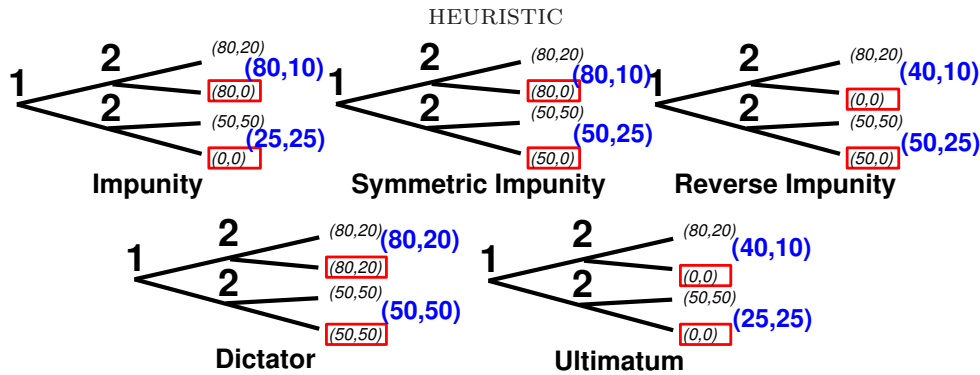 HEURISTIC
(80,20) (80,20) (80,20)
2 (80,10) 2 (80,10) 2 (40,10)
1 (80,0) 1 (80,0) 1 (0,0)
2 (50,50) 2 (50,50) 2 (50,50)
(25,25) (50,25) (50,25)
(0,0) (50,0) (50,0)
Impunity Symmetric Impunity Reverse Impunity
(80,20) (80,20)
2 (80,20) 2 (40,10)
1 (80,20) 1 (0,0)
2 (50,50) 2 (50,50)
(50,50) (25,25)
(50,50) (0,0)
Dictator Ultimatum